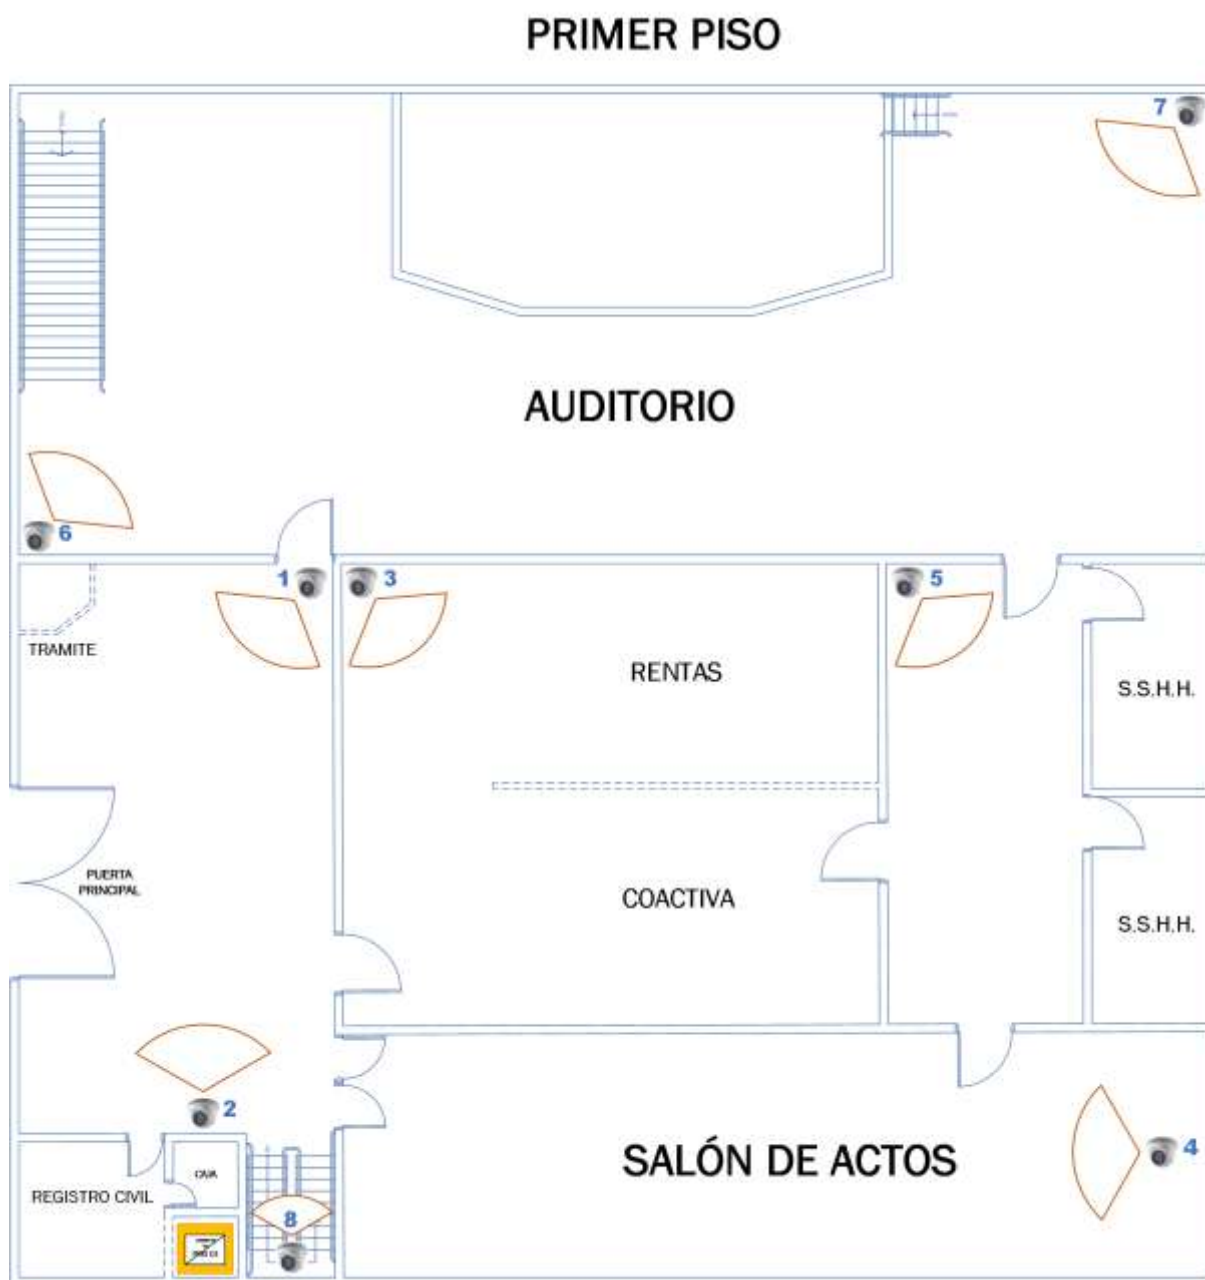 PRIMER PISO
7
AUDITORIO
6
1
3
5
TRAMITE
RENTAS
S.S.H.H.
PUERTA
PRINCIPAL
COACTIVA
S.S.H.H.
2
SALÓN DE ACTOS
4
CAJA
REGISTRO CIVIL
8